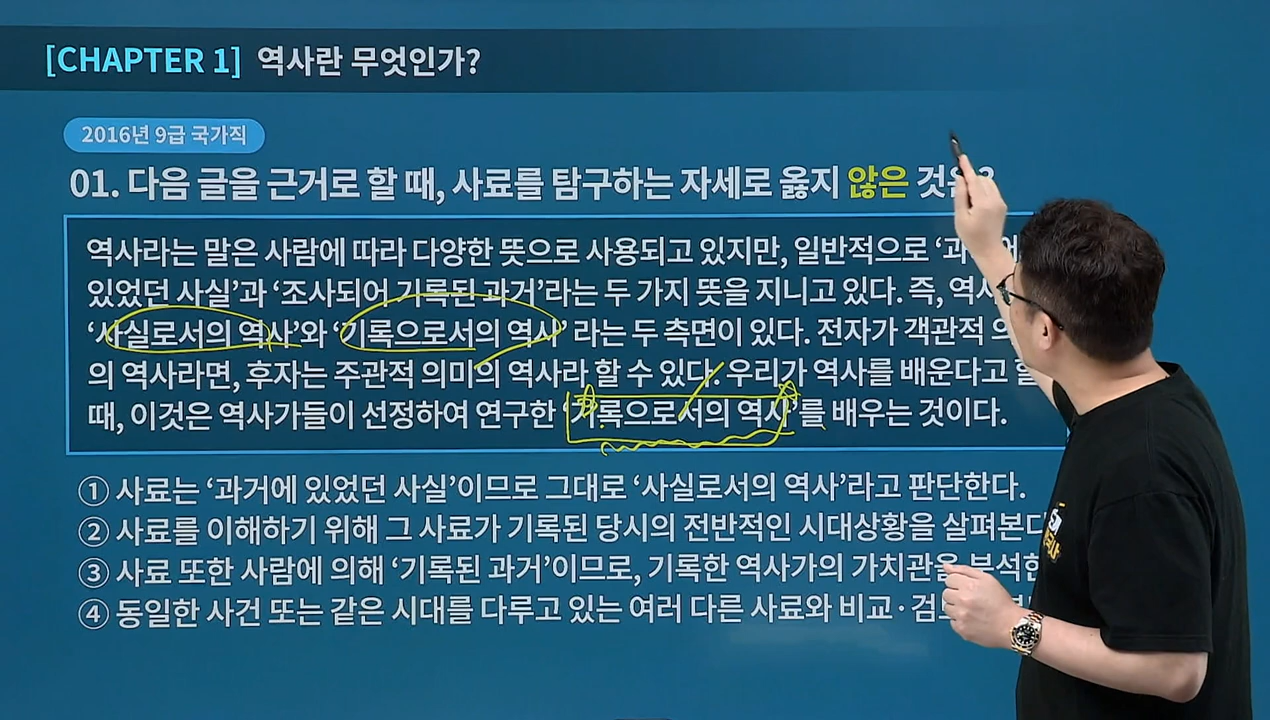 [CHAPTER 1] 역사란 무엇인가?
2016년 9급 국가직
01. 다음 글을 근거로 할 때, 사료를 탐구하는 자세로 옳지 않은 것은?
역사라는 말은 사람에 따라 다양한 뜻으로 사용되고 있지만, 일반적으로 ‘과거에
있었던 사실’과 ‘조사되어 기록된 과거’라는 두 가지 뜻을 지니고 있다. 즉, 역사
‘사실로서의 역사’와 ‘기록으로서의 역사’ 라는 두 측면이 있다. 전자가 객관적
의 역사라면, 후자는 주관적 의미의 역사라 할 수 있다. 우리가 역사를 배운다고 할
때, 이것은 역사가들이 선정하여 연구한 ‘기록으로서의 역사’를 배우는 것이다.
① 사료는 ‘과거에 있었던 사실’이므로 그대로 ‘사실로서의 역사’라고 판단한다.
② 사료를 이해하기 위해 그 사료가 기록된 당시의 전반적인 시대상황을 살펴본다
③ 사료 또한 사람에 의해 ‘기록된 과거’이므로, 기록한 역사가의 가치관을 분석한
④ 동일한 사건 또는 같은 시대를 다루고 있는 여러 다른 사료와 비교·검토